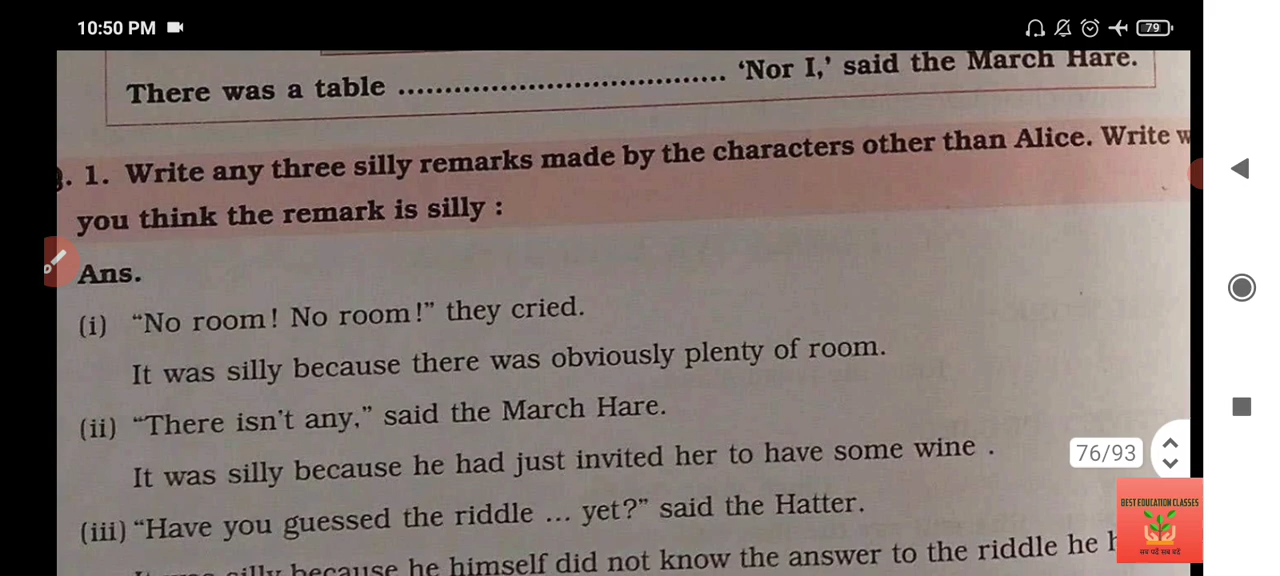 10:50 PM
79
There was a table ................................... ‘Nor I,’ said the March Hare.
. 1. Write any three silly remarks made by the characters other than Alice. Write
you think the remark is silly :
Ans.
(i) “No room! No room!” they cried.
It was silly because there was obviously plenty of room.
(ii) “There isn't any,” said the March Hare.
It was silly because he had just invited her to have some wine .
76/93
(iii) “Have you guessed the riddle ... yet?” said the Hatter.
silly because he himself did not know the answer to the riddle he
BEST EDUCATION CLASSES
सब पढ़ें सब बढ़ें